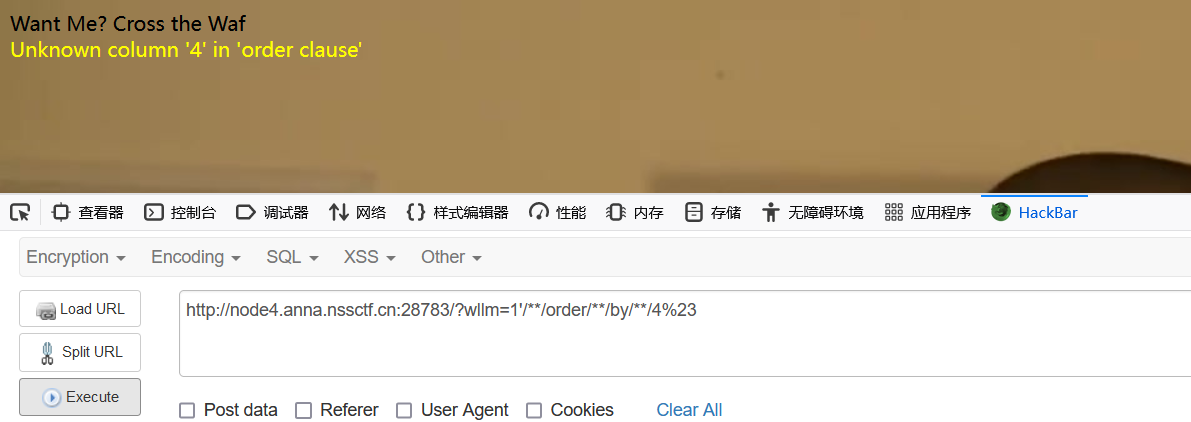 Want Me? Cross the Waf
Unknown column '4' in 'order clause'
查看器 控制台 调试器 网络 样式编辑器 性能 内存 存储 无障碍环境 应用程序 HackBar
Encryption Encoding SQL XSS Other
Load URL http://node4.anna.nssctf.cn:28783/?wllm=1'/**/order/**/by/**/4%23
Split URL
Execute
Post data Referer User Agent Cookies Clear All